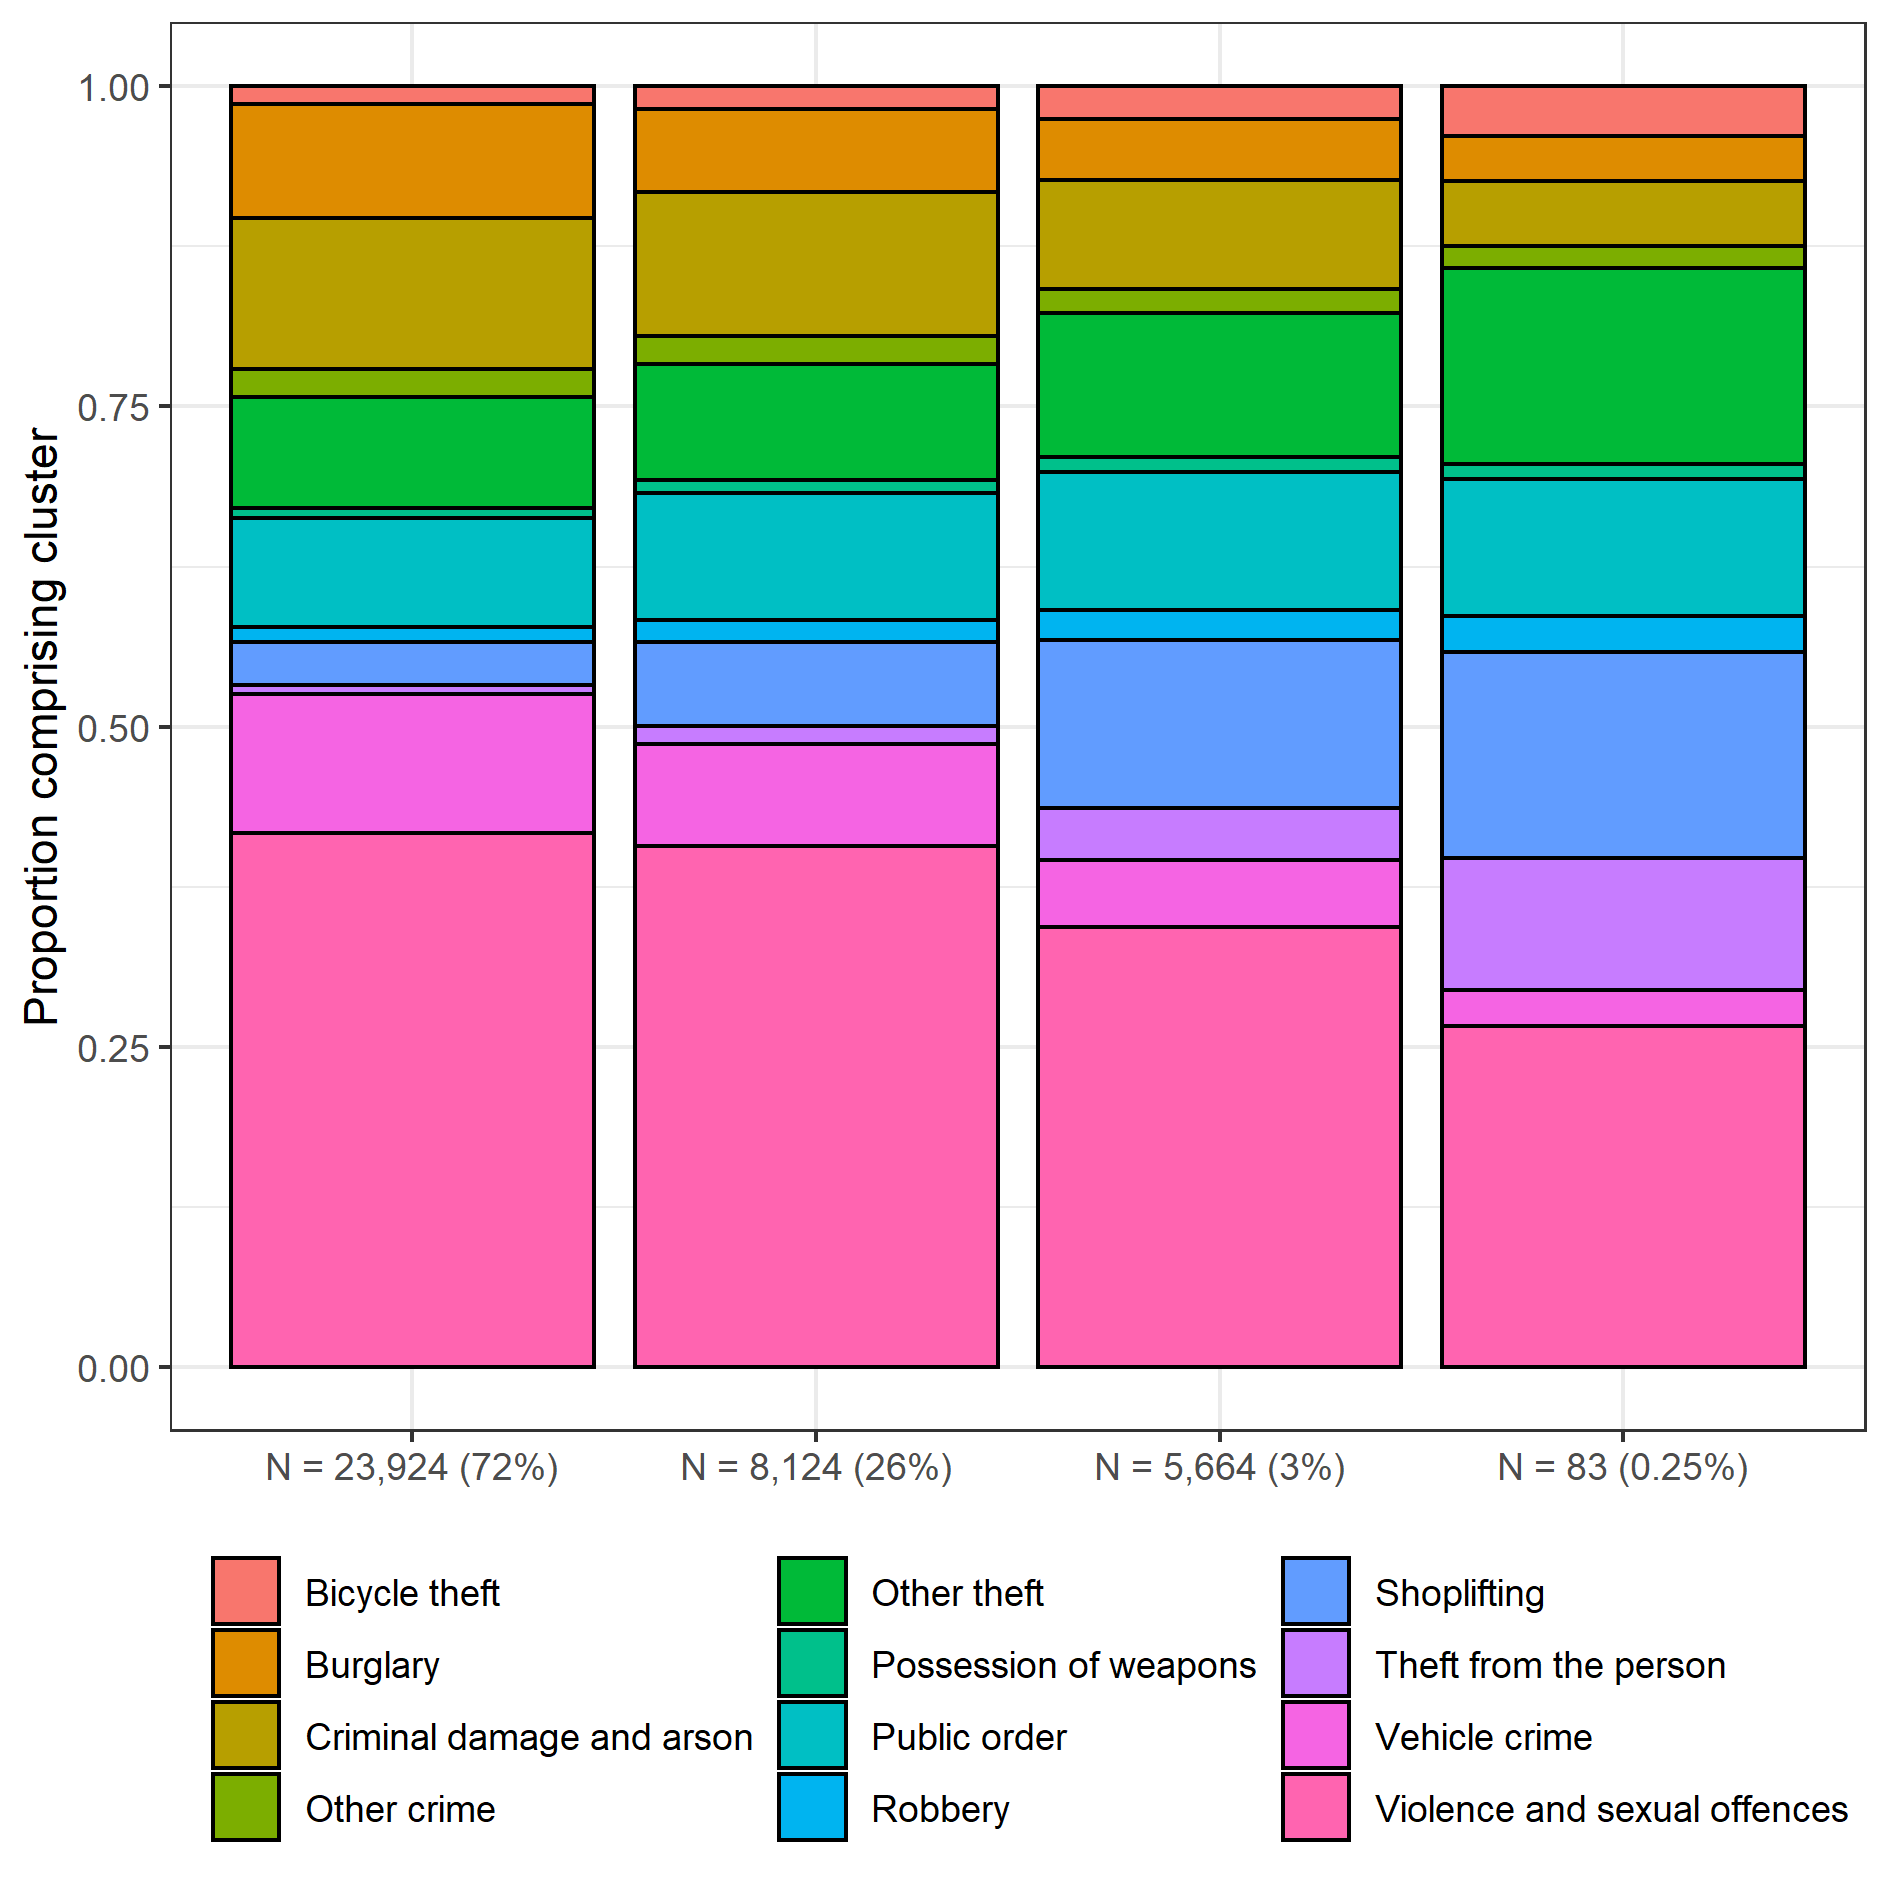 Proportion comprising cluster
1.00
0.75
0.50
0.25
0.00
N = 23,924 (72%)
N = 8,124 (26%)
N = 5,664 (3%)
N = 83 (0.25%)
Bicycle theft
Burglary
Criminal damage and arson
Other crime
Other theft
Possession of weapons
Public order
Robbery
Shoplifting
Theft from the person
Vehicle crime
Violence and sexual offences